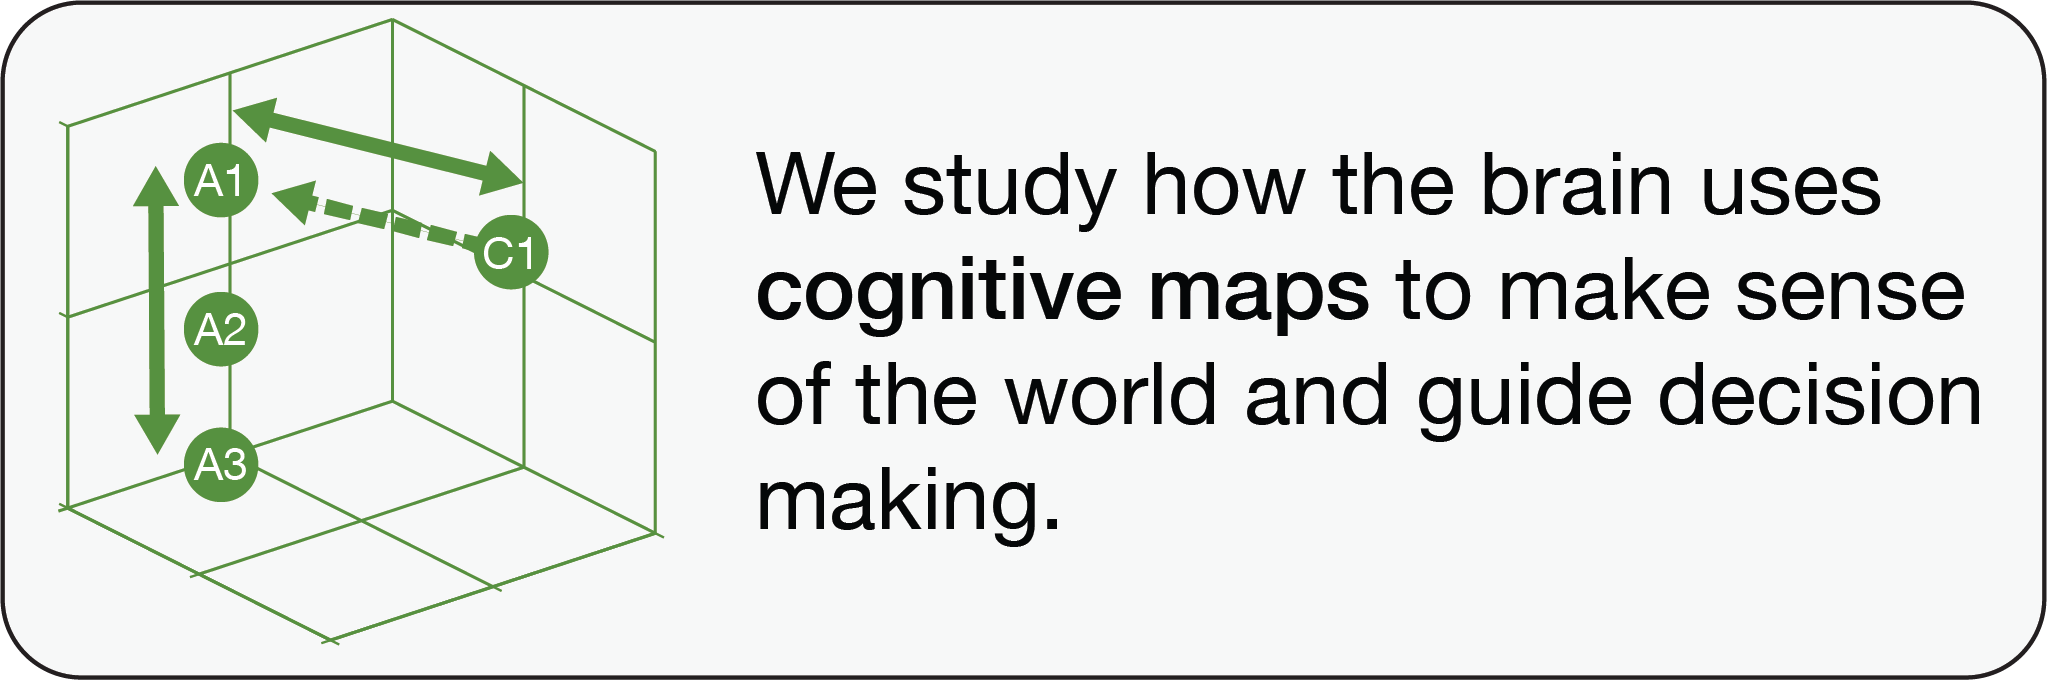 A1
C1
A2
A3
We study how the brain uses
cognitive maps to make sense
of the world and guide decision
making.